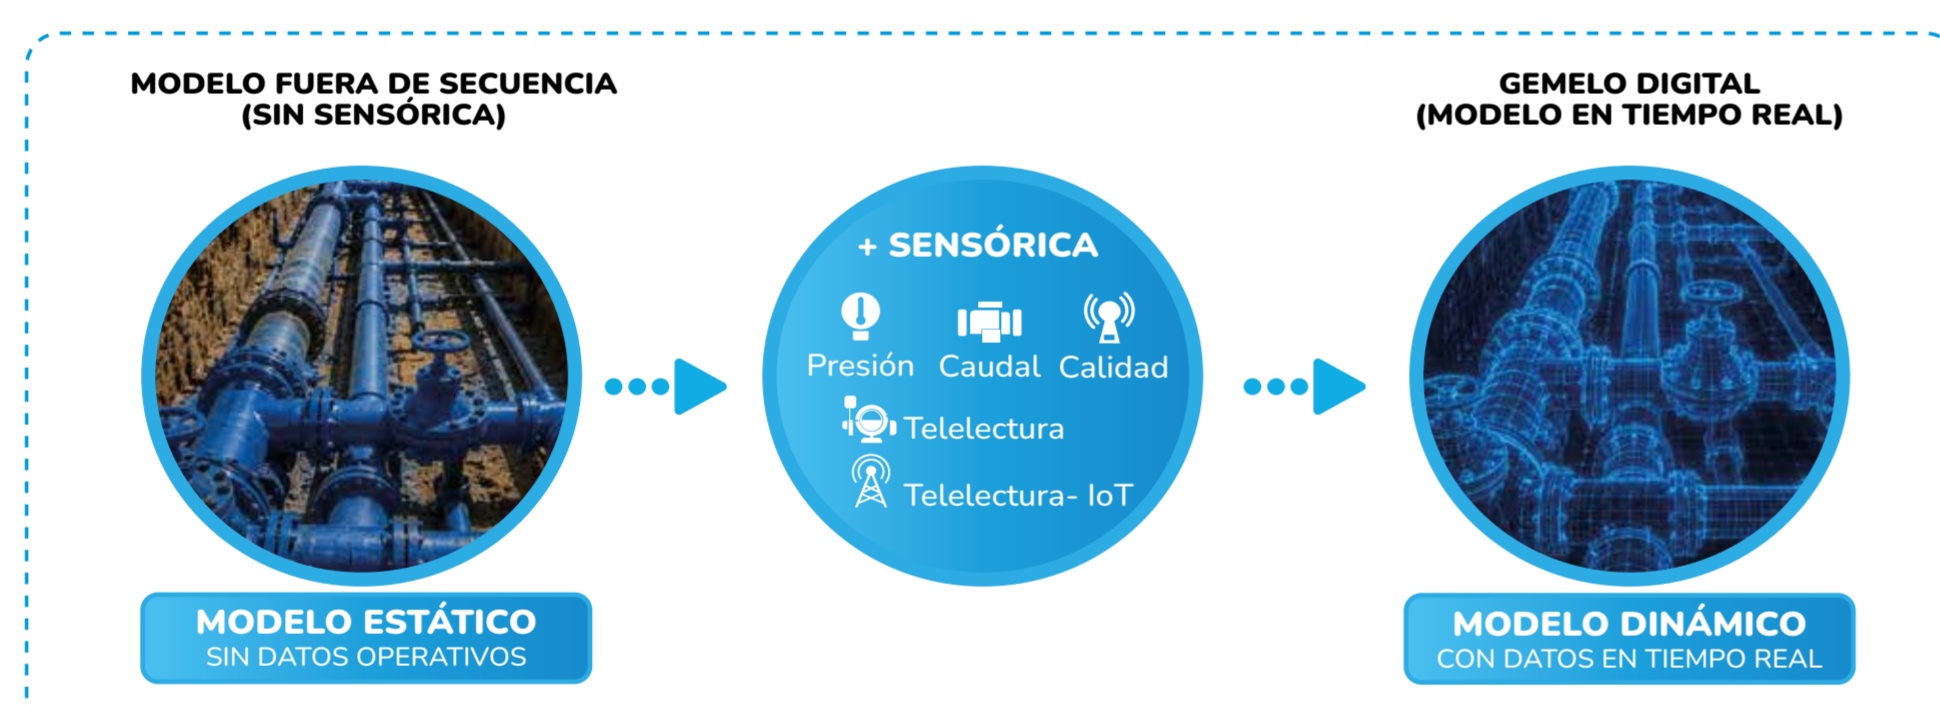 MODELO FUERA DE SECUENCIA
(SIN SENSÓRICA)
GEMELO DIGITAL
(MODELO EN TIEMPO REAL)
+ SENSÓRICA
Presión
Caudal
Calidad
Telelectura
Telelectura- IoT
MODELO ESTÁTICO
SIN DATOS OPERATIVOS
MODELO DINÁMICO
CON DATOS EN TIEMPO REAL